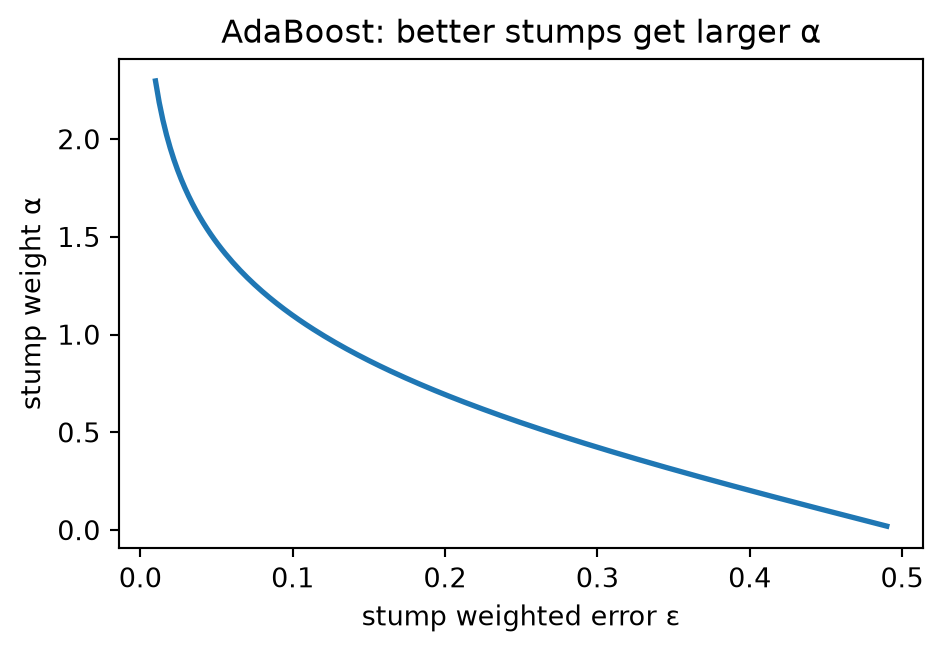 AdaBoost: better stumps get larger α
stump weight α
2.0
1.5
1.0
0.5
0.0
0.0 0.1 0.2 0.3 0.4 0.5
stump weighted error ε